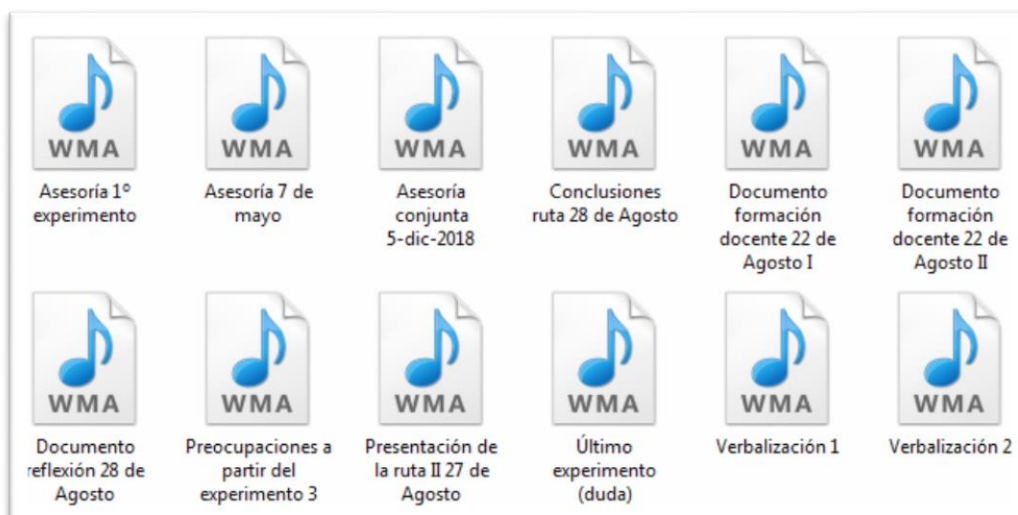 WMA
WMA
WMA
WMA
WMA
WMA
Asesoría 1º
experimento
Asesoría 7 de
mayo
Asesoría
conjunta
5-dic-2018
Conclusiones
ruta 28 de Agosto
Documento
formación
docente 22 de
Agosto I
Documento
formación
docente 22 de
Agosto II
WMA
WMA
WMA
WMA
WMA
WMA
Documento
reflexión 28 de
Agosto
Preocupaciones a
partir del
experimento 3
Presentación de
la ruta II 27 de
Agosto
Último
experimento
(duda)
Verbalización 1
Verbalización 2